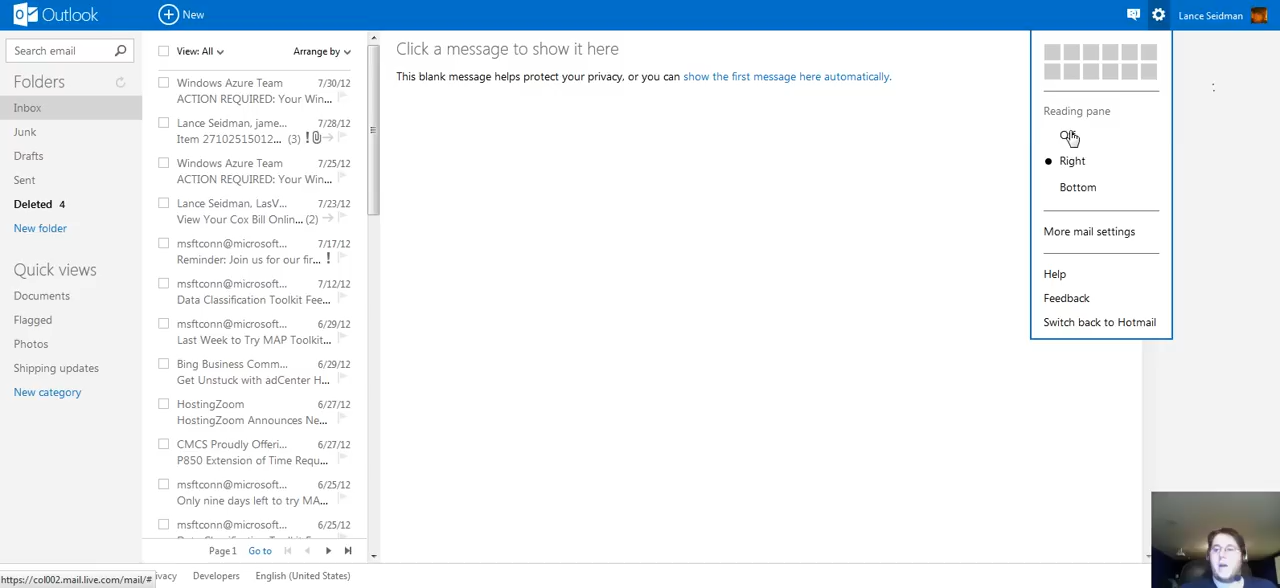 Outlook
New
Lance Seidman
Search email
View: All
Arrange by
Click a message to show it here
This blank message helps protect your privacy, or you can show the first message here automatically.
Folders
Inbox
Junk
Drafts
Sent
Deleted 4
New folder
Quick views
Documents
Flagged
Photos
Shipping updates
New category
Windows Azure Team 7/30/12
ACTION REQUIRED: Your Win...
Lance Seidman, jame... 7/28/12
Item 27102515012... (3)
Windows Azure Team 7/25/12
ACTION REQUIRED: Your Win...
Lance Seidman, LasV... 7/23/12
View Your Cox Bill Onlin... (2)
msftconn@microsoft... 7/17/12
Reminder: Join us for our fir...
msftconn@microsoft... 7/12/12
Data Classification Toolkit Fee...
msftconn@microsoft... 6/29/12
Last Week to Try MAP Toolkit...
Bing Business Comm... 6/29/12
Get Unstuck with adCenter H...
HostingZoom 6/27/12
HostingZoom Announces Ne...
CMCS Proudly Offeri... 6/27/12
P850 Extension of Time Requ...
msftconn@microsoft... 6/25/12
Only nine days left to try MA...
msftconn@microsoft... 6/25/12
Page 1 Go to
Reading pane
Right
Bottom
More mail settings
Help
Feedback
Switch back to Hotmail
https://col002.mail.live.com/mail/#
Developers English (United States)